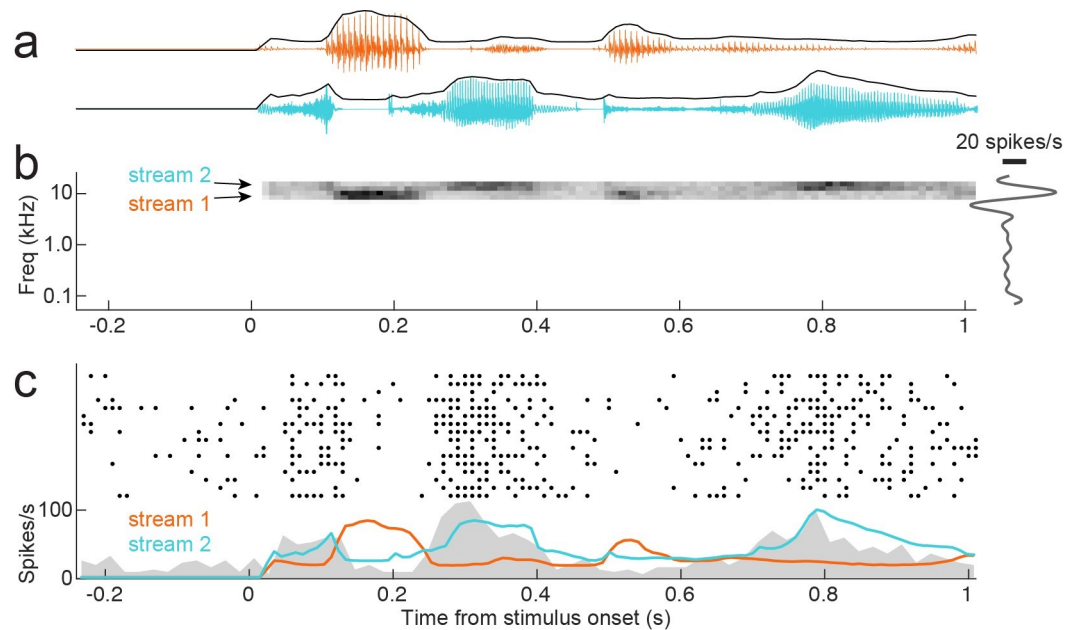 a
20 spikes/s
b
stream 2
stream 1
Freq (kHz)
10
1.0
0.1
-0.2 0 0.2 0.4 0.6 0.8 1
c
Spikes/s
100
0
stream 1
stream 2
-0.2 0 0.2 0.4 0.6 0.8 1
Time from stimulus onset (s)